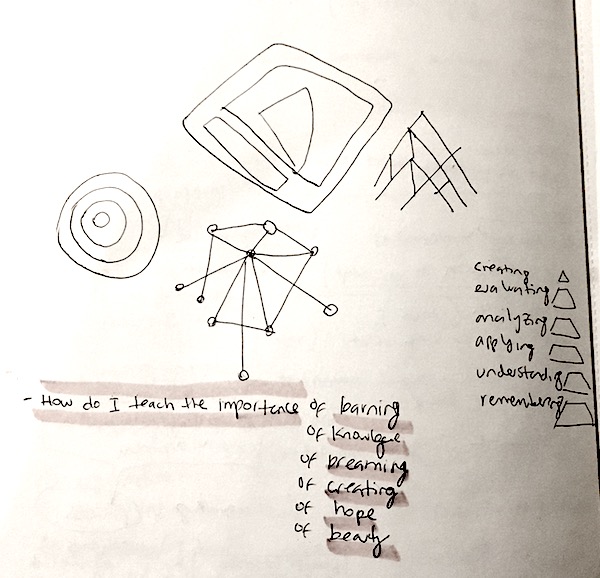 creating
evaluating
analyzing
applying
understanding
remembering
- How do I teach the importance of learning
of knowledge
of Dreaming
of creating
of hope
of beauty